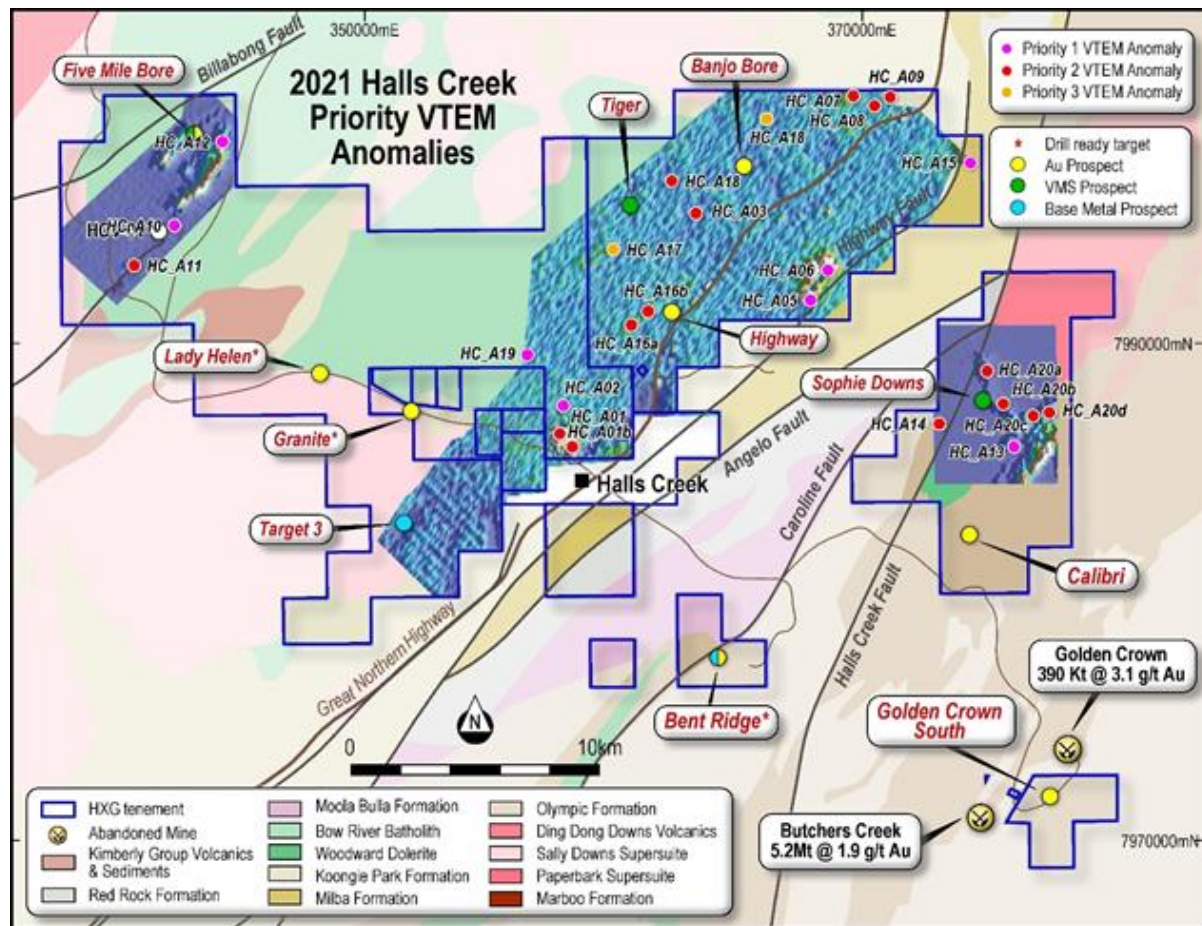 350000mE
370000mE
Billabong Fault
Five Mile Bore
2021 Halls Creek
Priority VTEM
Anomalies
Banjo Bore
Tiger
HC_A09
HC_A07
HC_A08
HC_A18
HC_A12
HC_A15
HC_A18
HC_A03
HC_A10
HC_A17
Highway Fault
HC_A11
HC_A06
HC_A16b
HC_A05
HC_A16a
Highway
HC_A19
Lady Helen*
7990000mN
Sophie Downs
HC_A20a
HC_A20b
HC_A20d
HC_A20c
HC_A14
HC_A13
HC_A02
HC_A01
HC_A01b
Granite*
Angelo Fault
Halls Creek
Caroline Fault
Target 3
Calibri
Great Northern Highway
Halls Creek Fault
Golden Crown
390 Kt @ 3.1 g/t Au
Bent Ridge*
Golden Crown
South
Butchers Creek
5.2Mt @ 1.9 g/t Au
7970000mN
N
0
10km
Priority 1 VTEM Anomaly
Priority 2 VTEM Anomaly
Priority 3 VTEM Anomaly
* Drill ready target
Au Prospect
VMS Prospect
Base Metal Prospect
HXG tenement
Abandoned Mine
Kimberly Group Volcanics
& Sediments
Red Rock Formation
Moola Bulla Formation
Bow River Batholith
Woodward Dolerite
Koongie Park Formation
Milba Formation
Olympic Formation
Ding Dong Downs Volcanics
Sally Downs Supersuite
Paperbark Supersuite
Marboo Formation